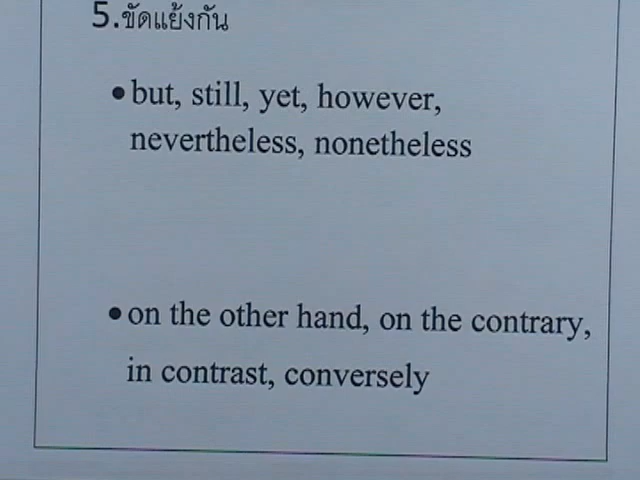 5.ขัดแย้งกัน
•but, still, yet, however,
nevertheless, nonetheless
•on the other hand, on the contrary,
in contrast, conversely